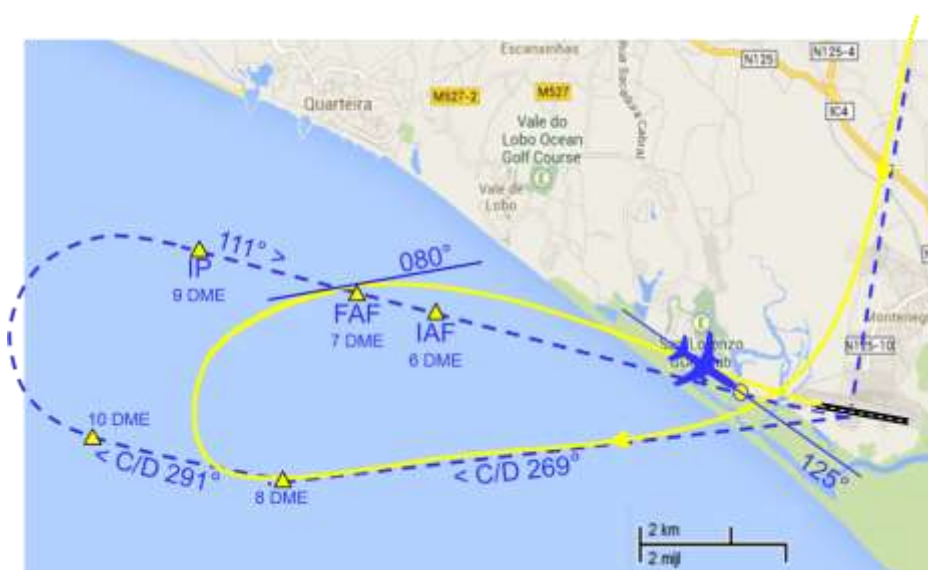 Escanxinhas
N125
N125-4
M527-2
M527
IC4
Quarteira
Vale do
Lobo Ocean
Golf Course
Vale de
Lobo
111° >
080°
IP
9 DME
FAF
7 DME
IAF
6 DME
Montenegro
N125-10
San Lorenzo
10 DME
< C/D 291°
8 DME
< C/D 269°
125°
2 km
2 mijl